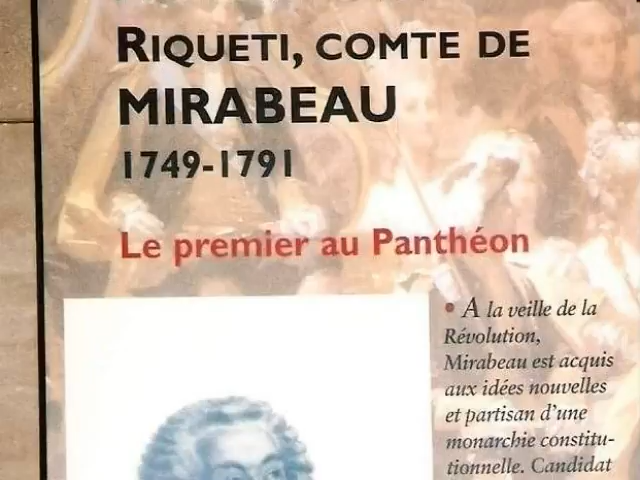 RIQUETI, COMTE DE
MIRABEAU
1749-1791
Le premier au Panthéon
• A la veille de la
Révolution,
Mirabeau est acquis
aux idées nouvelles
et partisan d'une
monarchie constitu-
tionnelle. Candidat